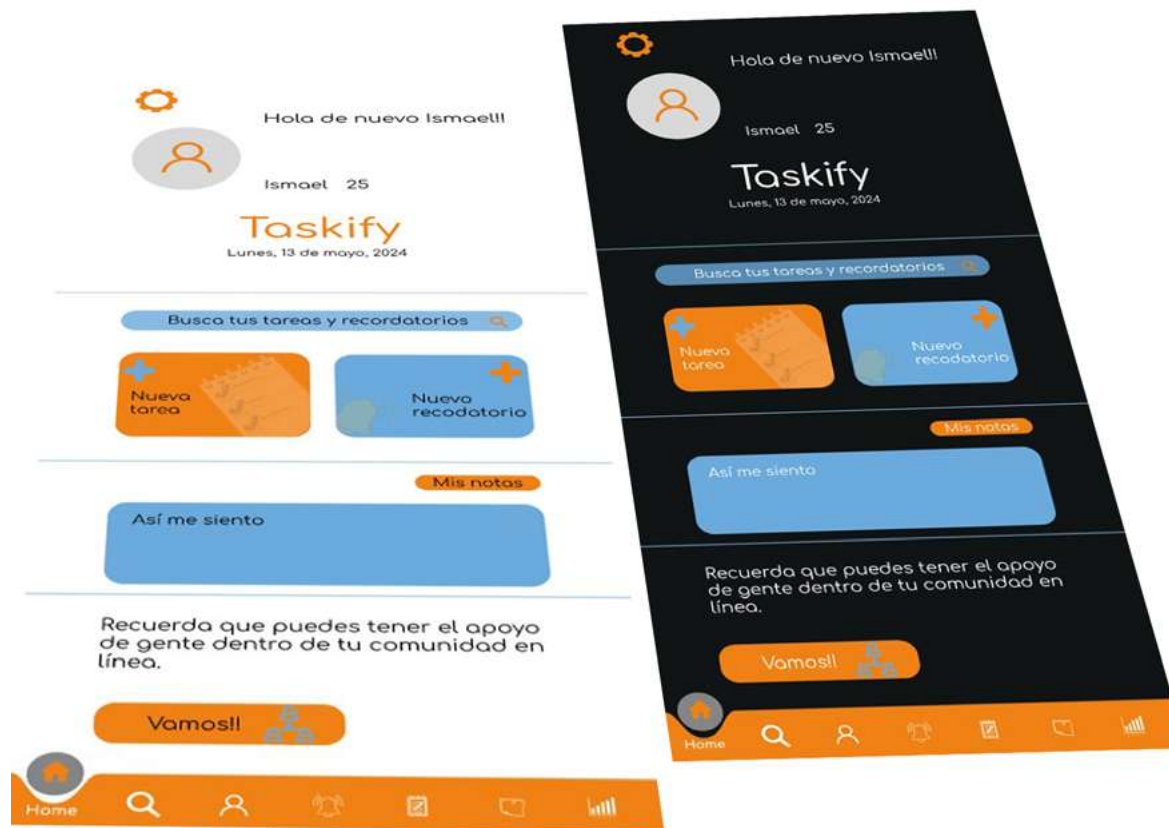 Hola de nuevo Ismael!!
Ismael 25
Taskify
Lunes, 13 de mayo, 2024
Busca tus tareas y recordatorios
Nueva
tarea
Nuevo
recodatorio
Mis notas
Así me siento
Recuerda que puedes tener el apoyo
de gente dentro de tu comunidad en
línea.
Vamos!!
Home
Hola de nuevo Ismael!!
Ismael 25
Taskify
Lunes, 13 de mayo, 2024
Busca tus tareas y recordatorios
Nueva
tarea
Nuevo
recodatorio
Mis notas
Así me siento
Recuerda que puedes tener el apoyo
de gente dentro de tu comunidad en
línea.
Vamos!!
Home